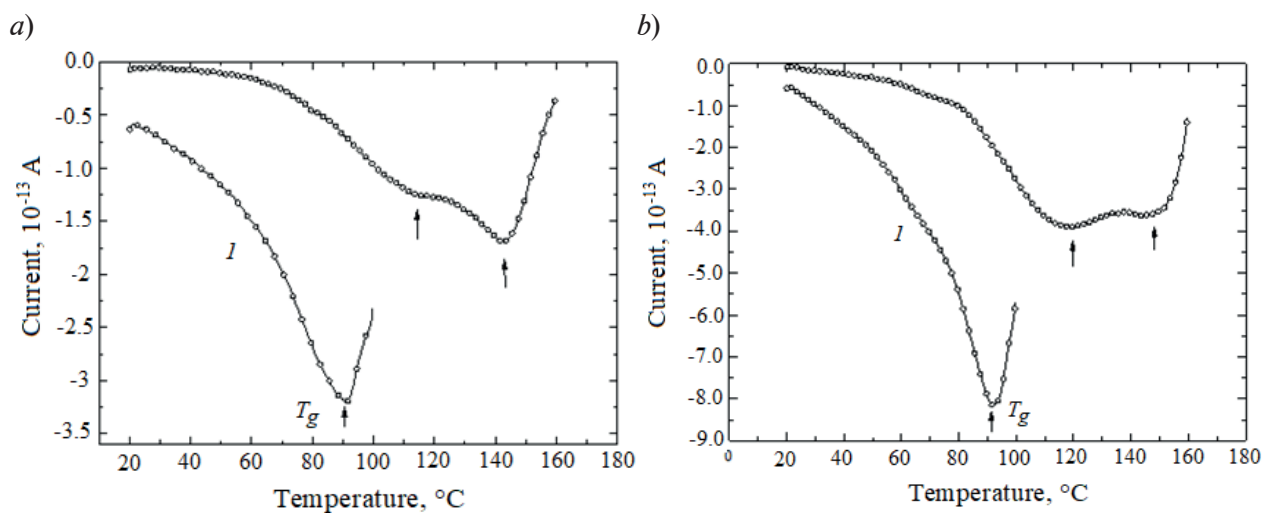 a)
0.0
-0.5
-1.0
-1.5
-2
-2.5
-3
-3.5
Current, 10⁻¹³ A
1
Tg
20 40 60 80 100 120 140 160 180
Temperature, °C
b)
0.0
-1.0
-2.0
-3.0
-4.0
-5.0
-6.0
-7.0
-8.0
-9.0
Current, 10⁻¹³ A
1
Tg
0 20 40 60 80 100 120 140 160 180
Temperature, °C